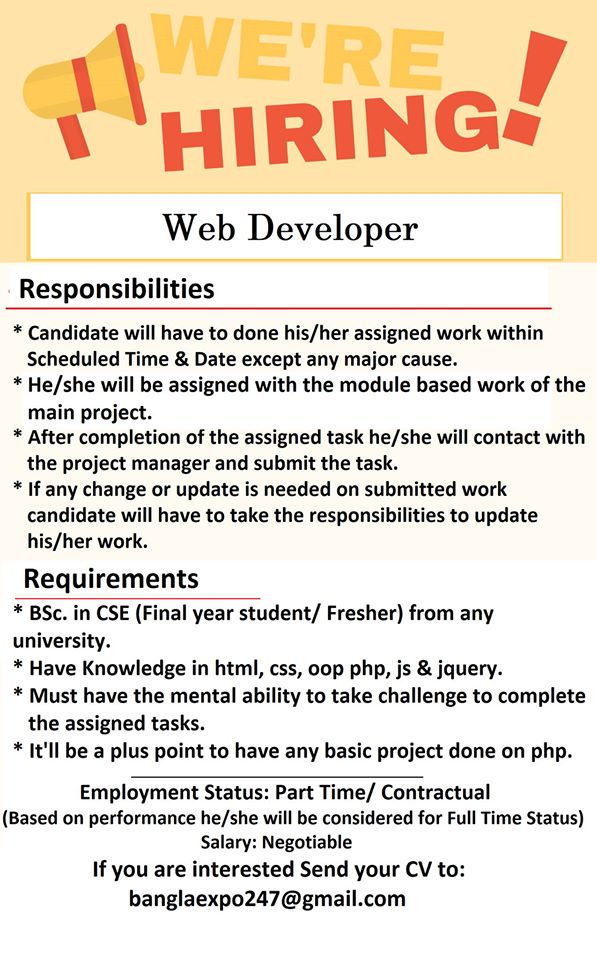 WE'RE
HIRING!
Web Developer
Responsibilities
* Candidate will have to done his/her assigned work within
Scheduled Time & Date except any major cause.
* He/she will be assigned with the module based work of the
main project.
* After completion of the assigned task he/she will contact with
the project manager and submit the task.
* If any change or update is needed on submitted work
candidate will have to take the responsibilities to update
his/her work.
Requirements
* BSc. in CSE (Final year student/ Fresher) from any
university.
* Have Knowledge in html, css, oop php, js & jquery.
* Must have the mental ability to take challenge to complete
the assigned tasks.
* It'll be a plus point to have any basic project done on php.
Employment Status: Part Time/ Contractual
(Based on performance he/she will be considered for Full Time Status)
Salary: Negotiable
If you are interested Send your CV to:
banglaexpo247@gmail.com